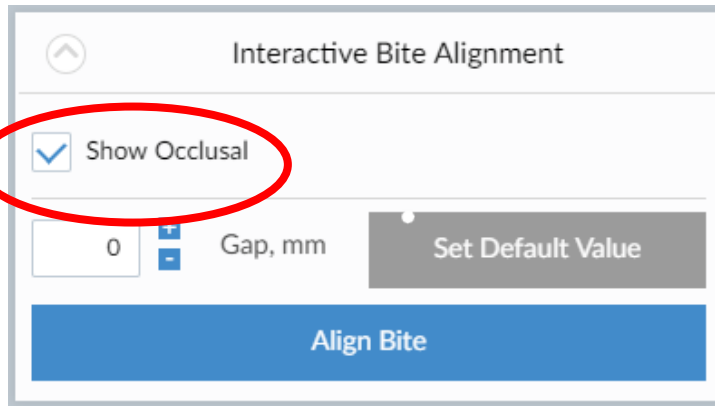 Interactive Bite Alignment
Show Occlusal
0 + - Gap, mm Set Default Value
Align Bite